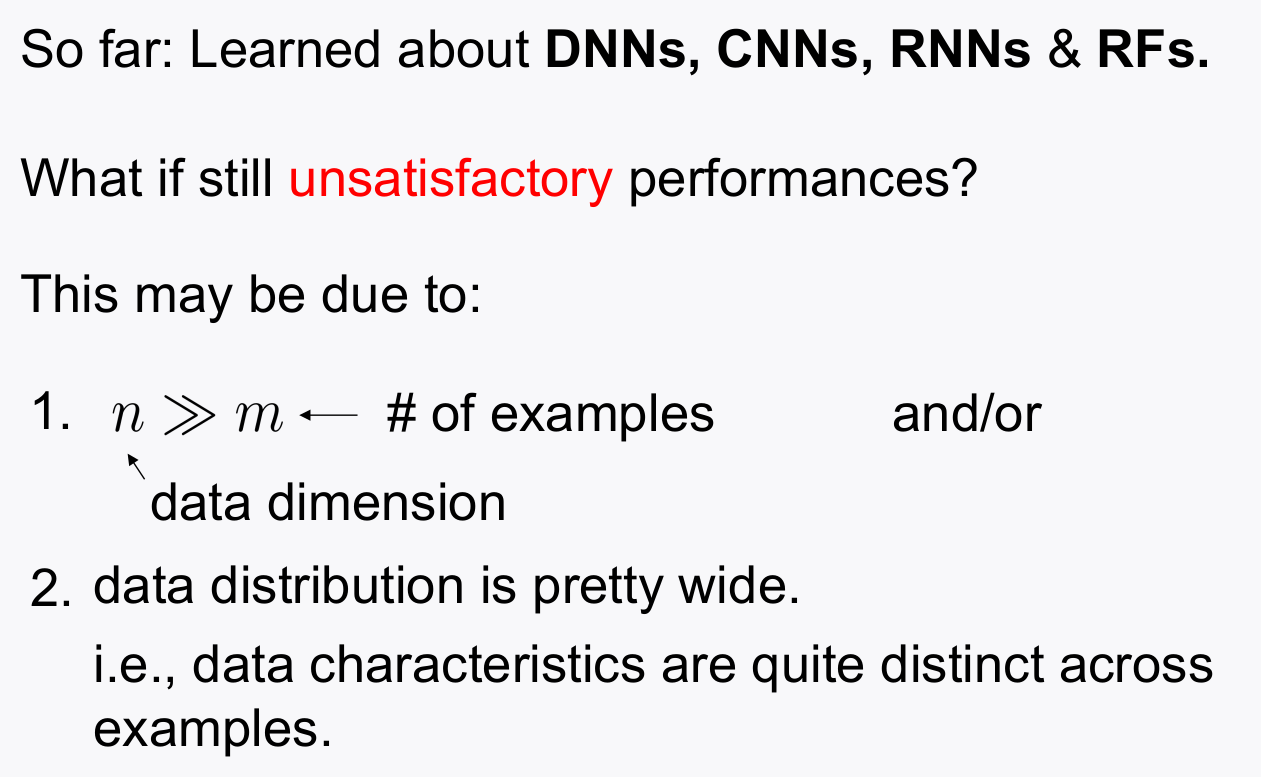 So far: Learned about DNNs, CNNs, RNNs & RFs.
What if still unsatisfactory performances?
This may be due to:
1. n ≫ m ← # of examples and/or
data dimension
2. data distribution is pretty wide.
i.e., data characteristics are quite distinct across
examples.